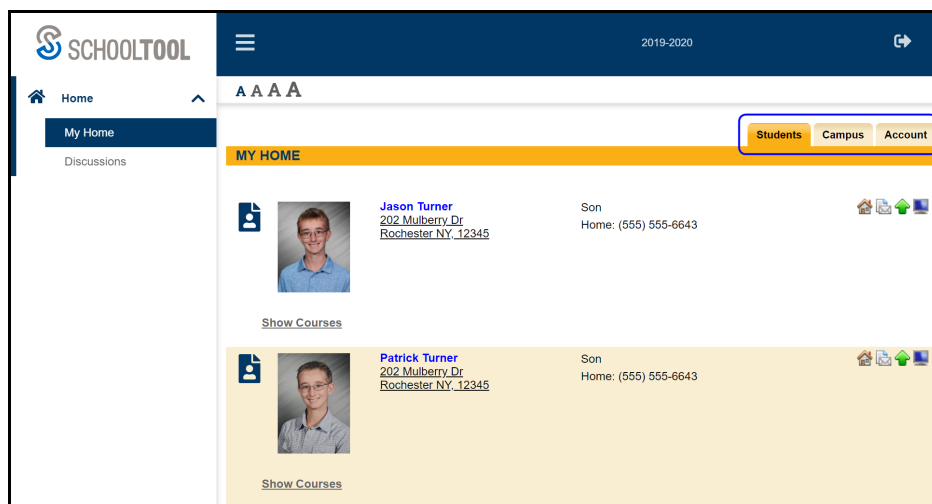 SCHOOLTOOL
2019-2020
Home
A A A A
My Home
Discussions
Students Campus Account
MY HOME
Jason Turner
202 Mulberry Dr
Rochester NY, 12345
Son
Home: (555) 555-6643
Show Courses
Patrick Turner
202 Mulberry Dr
Rochester NY, 12345
Son
Home: (555) 555-6643
Show Courses